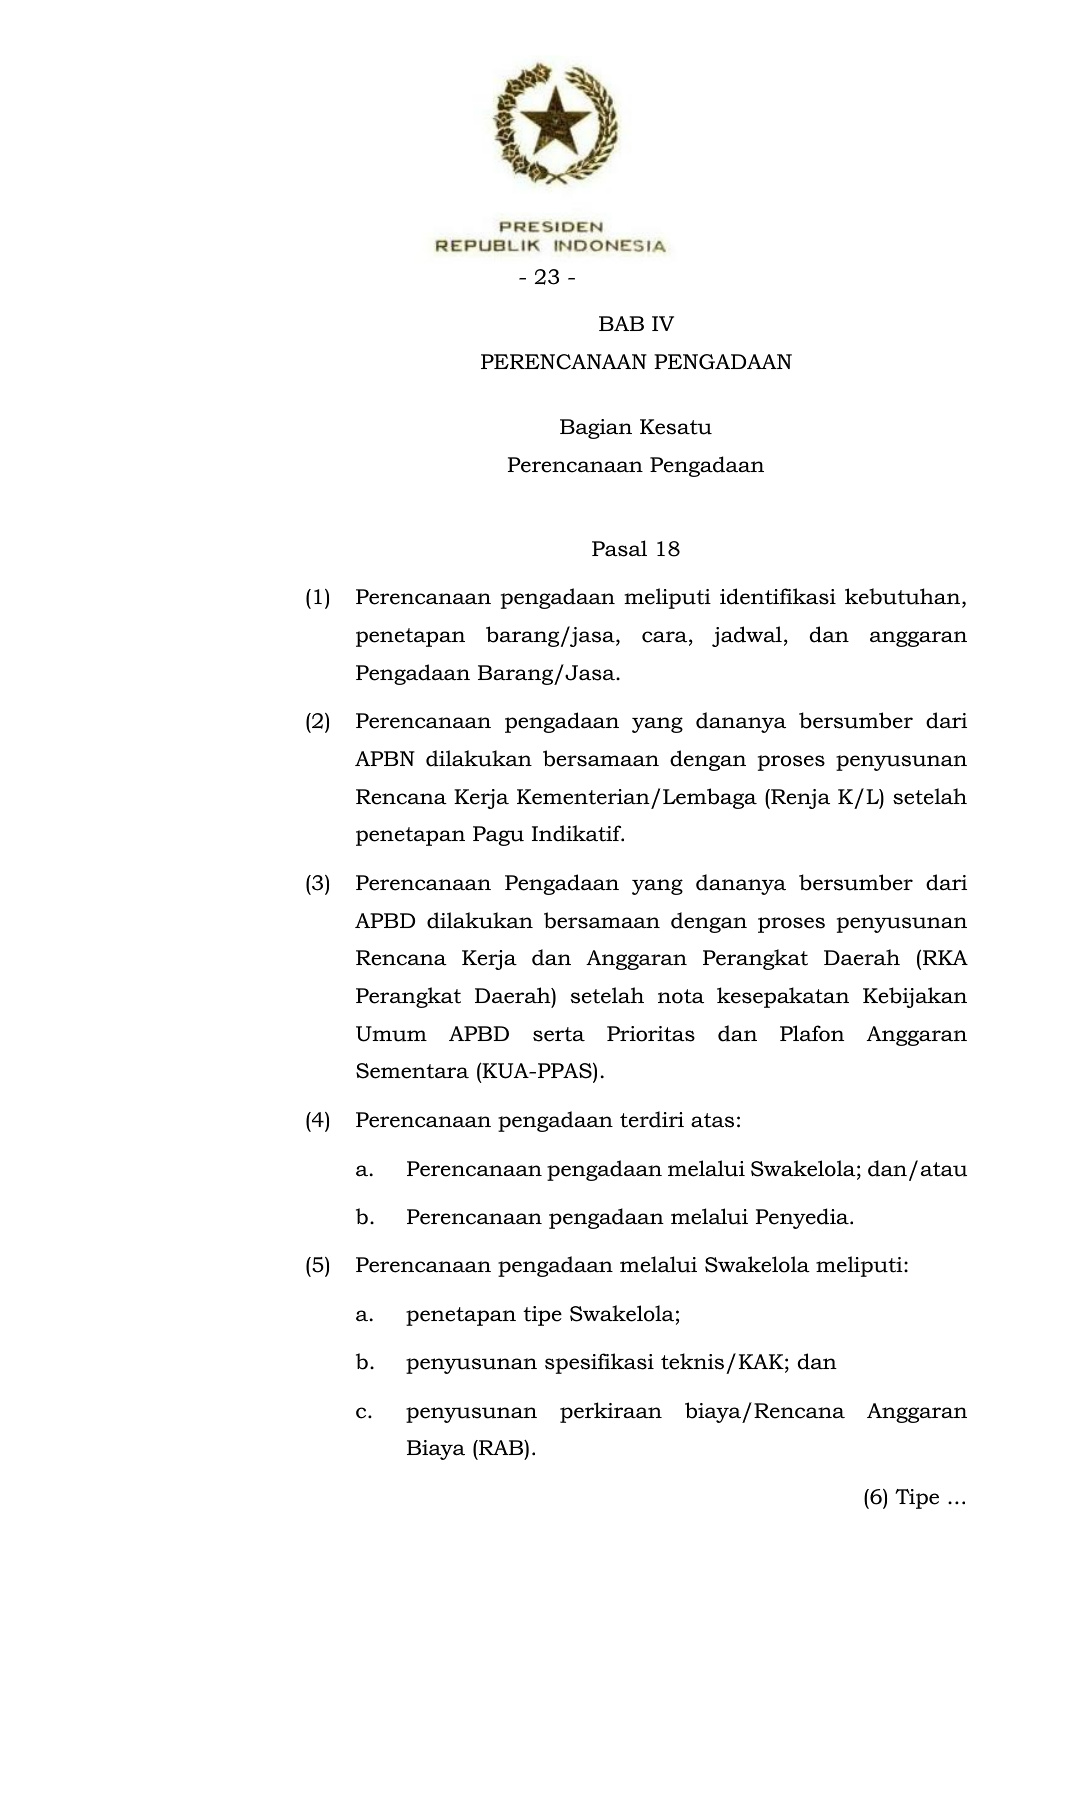 PRESIDEN
REPUBLIK INDONESIA
- 23 -
BAB IV
PERENCANAAN PENGADAAN
Bagian Kesatu
Perencanaan Pengadaan
Pasal 18
(1) Perencanaan pengadaan meliputi identifikasi kebutuhan,
penetapan barang/jasa, cara, jadwal, dan anggaran
Pengadaan Barang/Jasa.
(2) Perencanaan pengadaan yang dananya bersumber dari
APBN dilakukan bersamaan dengan proses penyusunan
Rencana Kerja Kementerian/Lembaga (Renja K/L) setelah
penetapan Pagu Indikatif.
(3) Perencanaan Pengadaan yang dananya bersumber dari
APBD dilakukan bersamaan dengan proses penyusunan
Rencana Kerja dan Anggaran Perangkat Daerah (RKA
Perangkat Daerah) setelah nota kesepakatan Kebijakan
Umum APBD serta Prioritas dan Plafon Anggaran
Sementara (KUA-PPAS).
(4) Perencanaan pengadaan terdiri atas:
a. Perencanaan pengadaan melalui Swakelola; dan/atau
b. Perencanaan pengadaan melalui Penyedia.
(5) Perencanaan pengadaan melalui Swakelola meliputi:
a. penetapan tipe Swakelola;
b. penyusunan spesifikasi teknis/KAK; dan
c. penyusunan perkiraan biaya/Rencana Anggaran
Biaya (RAB).
(6) Tipe ...